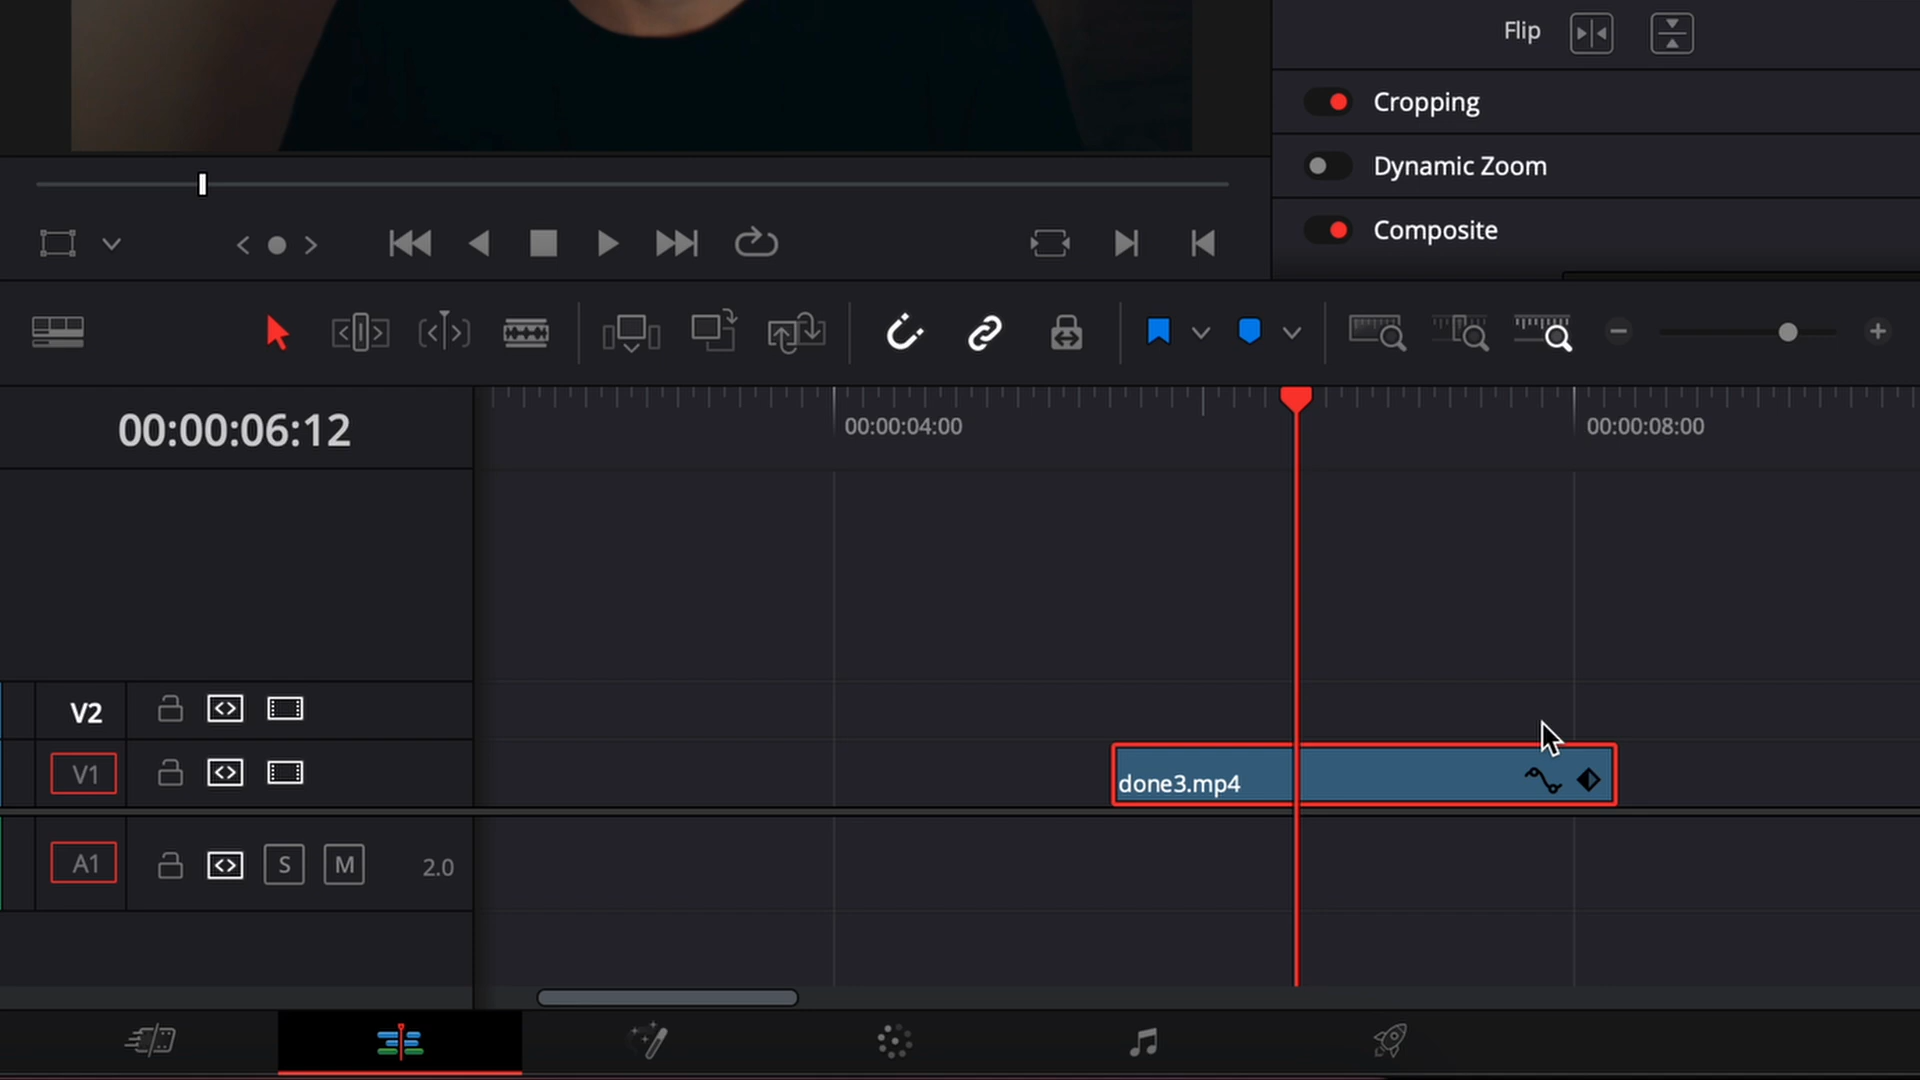 Flip
Cropping
Dynamic Zoom
Composite
00:00:06:12
00:00:04:00
00:00:08:00
V2
V1
done3.mp4
A1
S
M
2.0